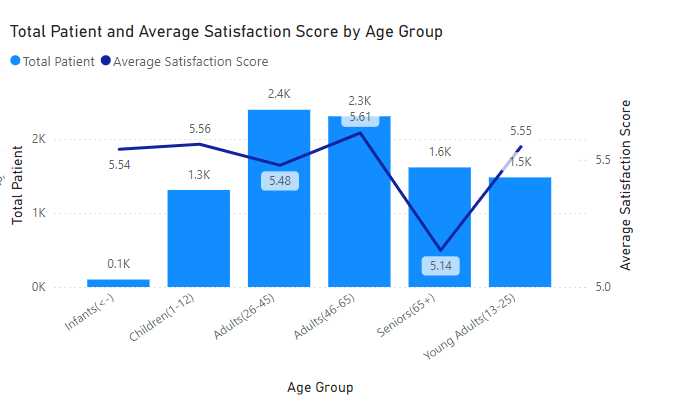 Total Patient and Average Satisfaction Score by Age Group
Total Patient Average Satisfaction Score
2.4K
2.3K
5.61
5.56
5.55
5.54
5.48
1.6K
1.5K
1.3K
5.14
0.1K
2K
1K
0K
5.5
5.0
Total Patient
Average Satisfaction Score
Infants(<-)
Children(1-12)
Adults(26-45)
Adults(46-65)
Seniors(65+)
Young Adults(13-25)
Age Group